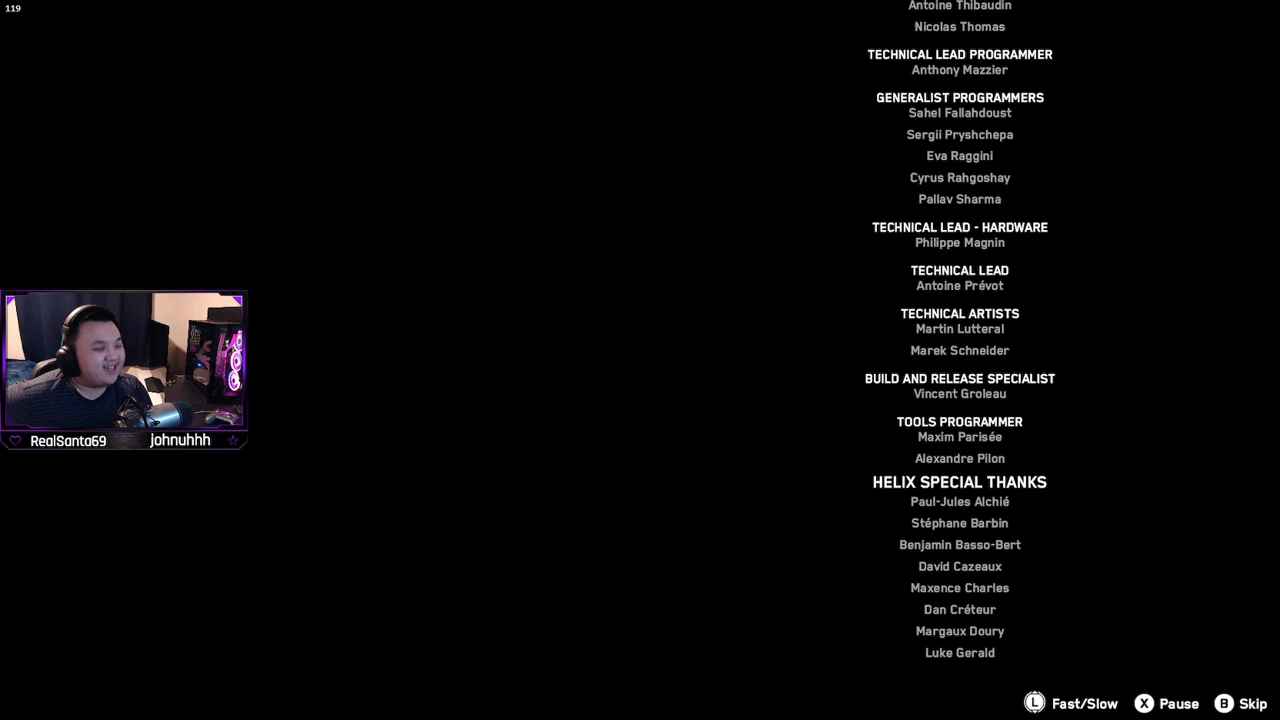 119
Antoine Thibaudin
Nicolas Thomas
TECHNICAL LEAD PROGRAMMER
Anthony Mazzier
GENERALIST PROGRAMMERS
Sahel Fallahdoust
Sergii Pryshchepa
Eva Raggini
Cyrus Rahgoshay
Pallav Sharma
TECHNICAL LEAD - HARDWARE
Philippe Magnin
TECHNICAL LEAD
Antoine Prévot
TECHNICAL ARTISTS
Martin Lutteral
Marek Schneider
BUILD AND RELEASE SPECIALIST
Vincent Groleau
TOOLS PROGRAMMER
Maxim Parisée
Alexandre Pilon
HELIX SPECIAL THANKS
Paul-Jules Alchié
Stéphane Barbin
Benjamin Basso-Bert
David Cazeaux
Maxence Charles
Dan Créteur
Margaux Doury
Luke Gerald
RealSanta69 johnuhhh
L Fast/Slow X Pause B Skip